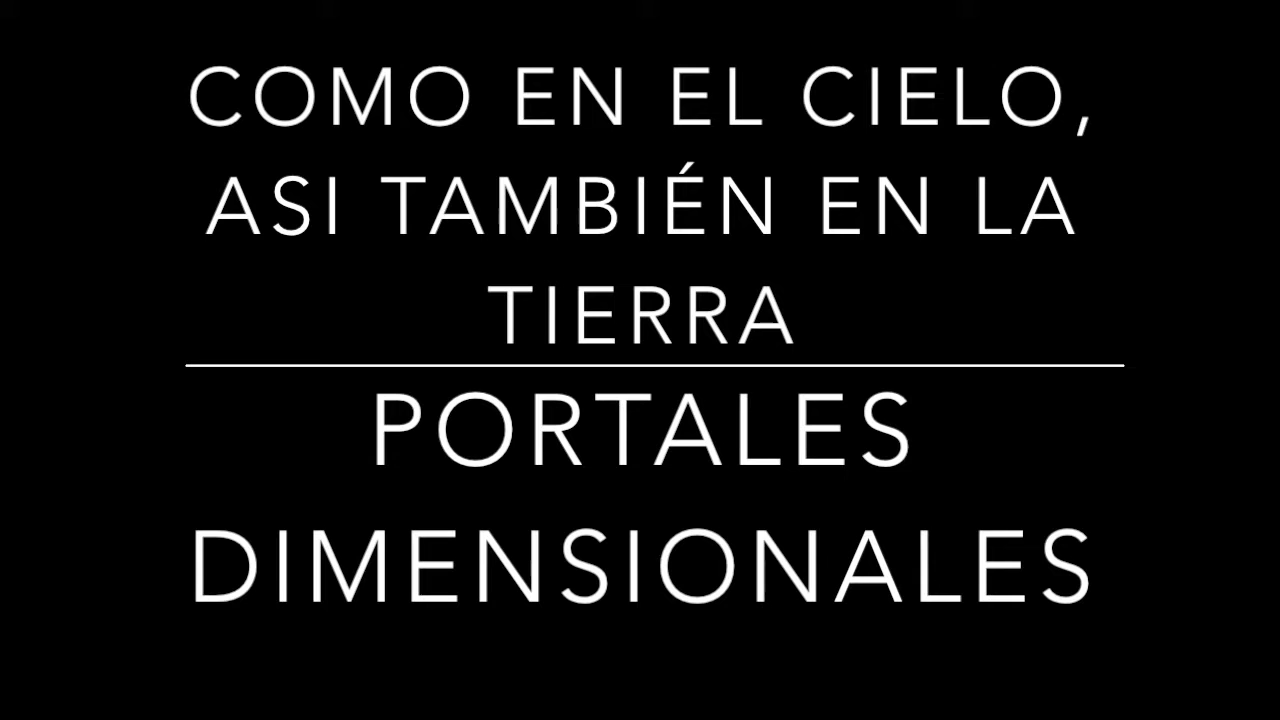 COMO EN EL CIELO,
ASI TAMBIÉN EN LA
TIERRA
PORTALES
DIMENSIONALES